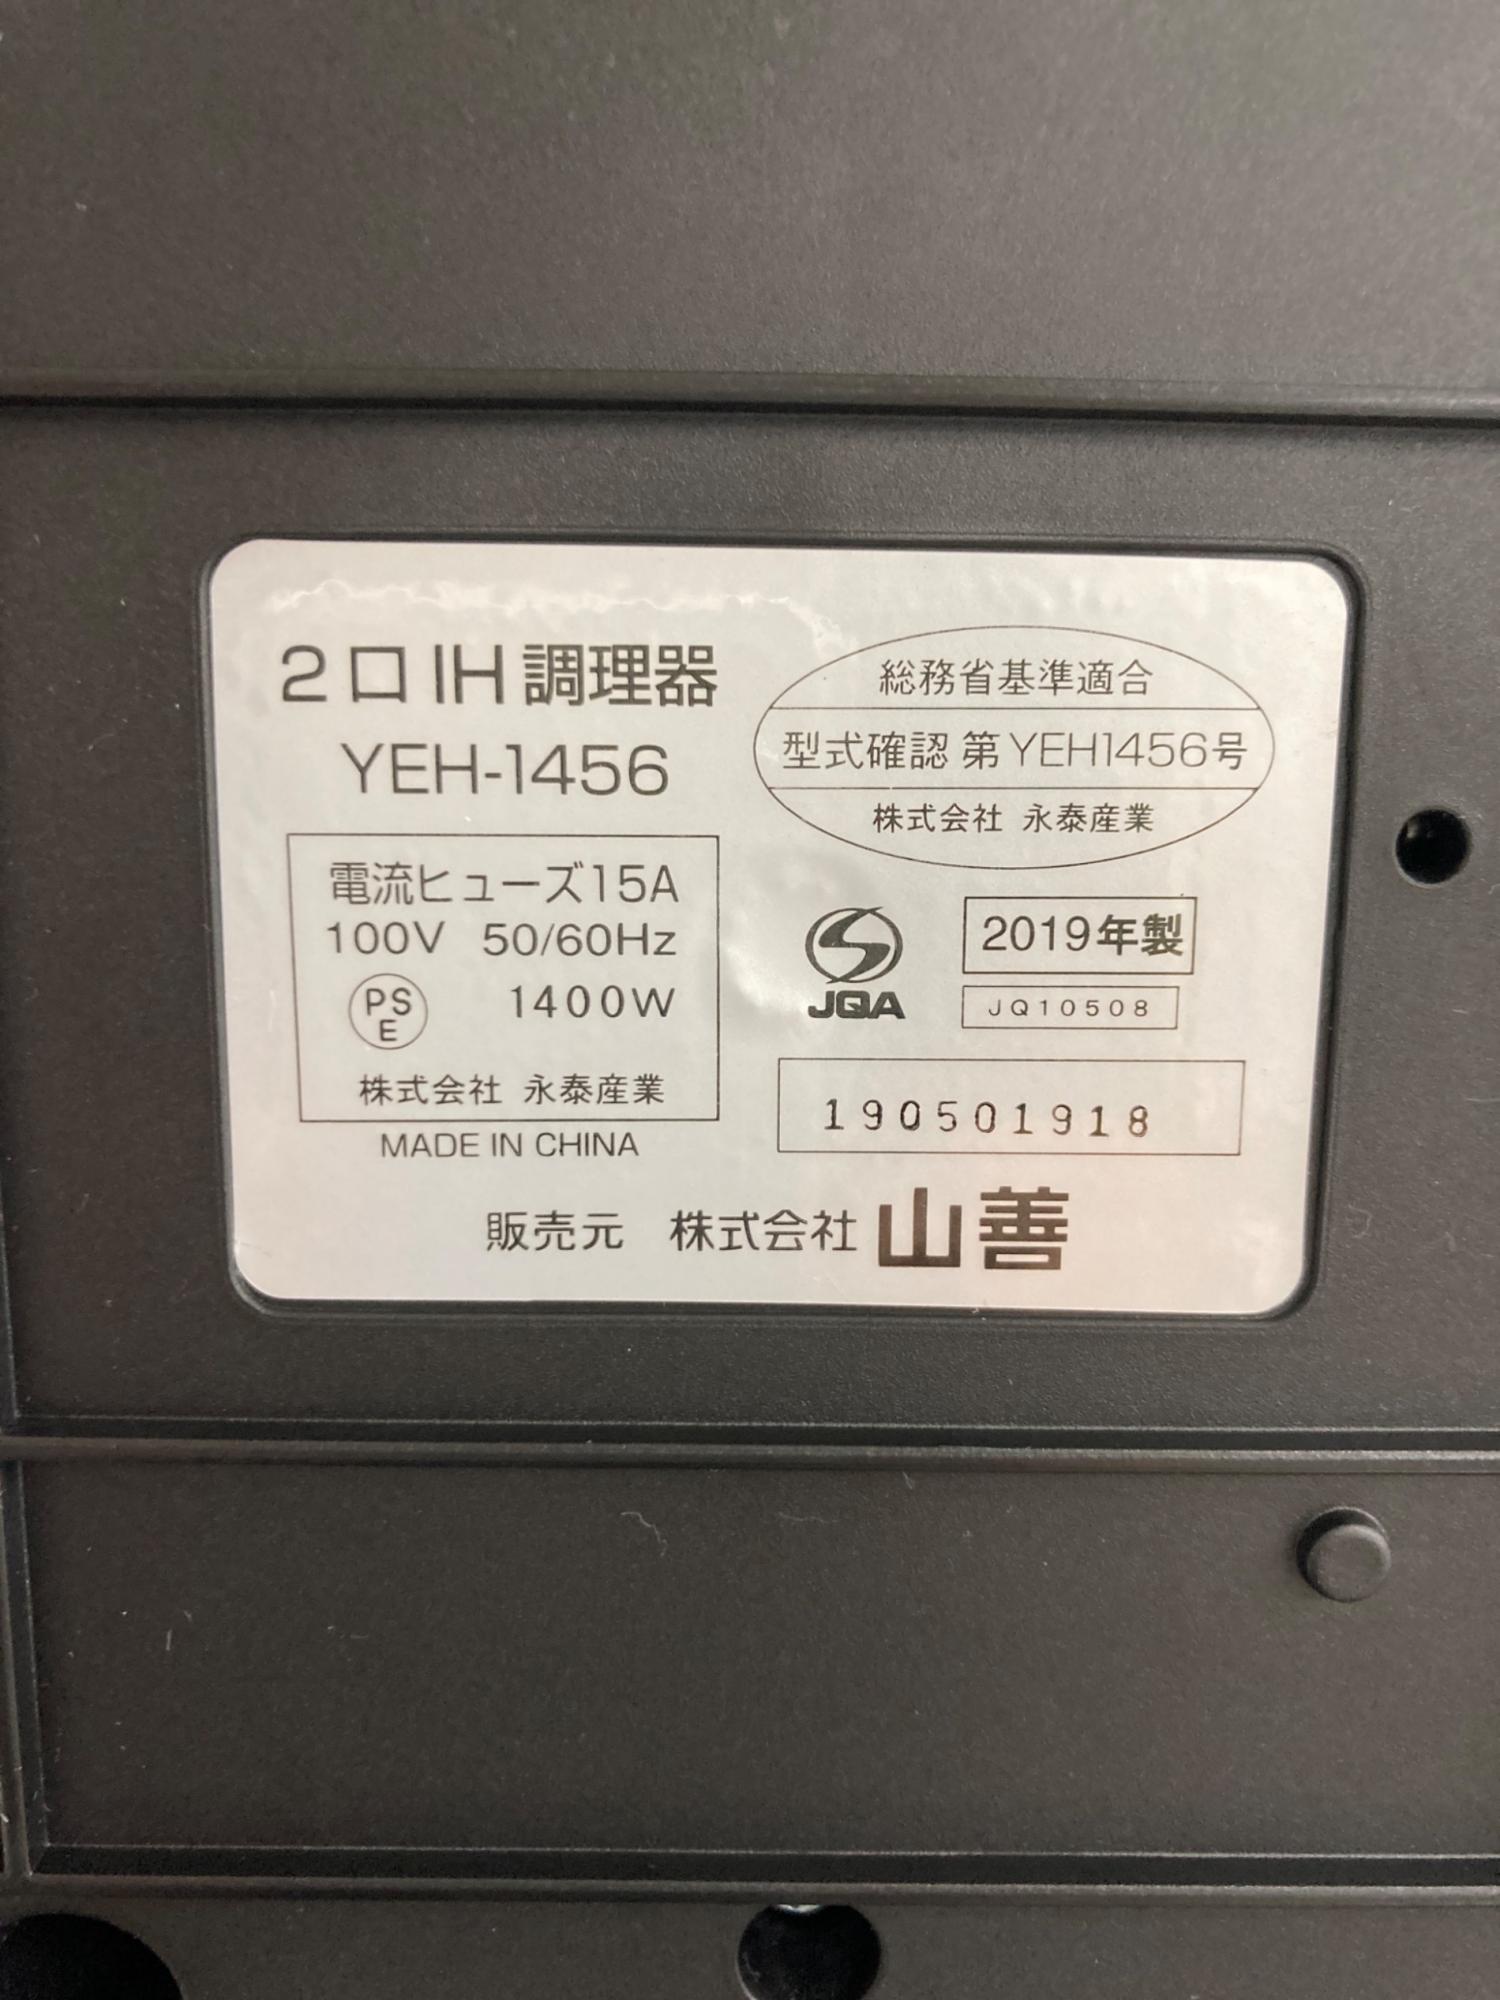 2口IH調理器
YEH-1456
電流ヒューズ15A
100V 50/60Hz
PSE 1400W
株式会社 永泰産業
MADE IN CHINA
総務省基準適合
型式確認 第YEH1456号
株式会社 永泰産業
JQA
2019年製
JQ10508
190501918
販売元 株式会社 山善